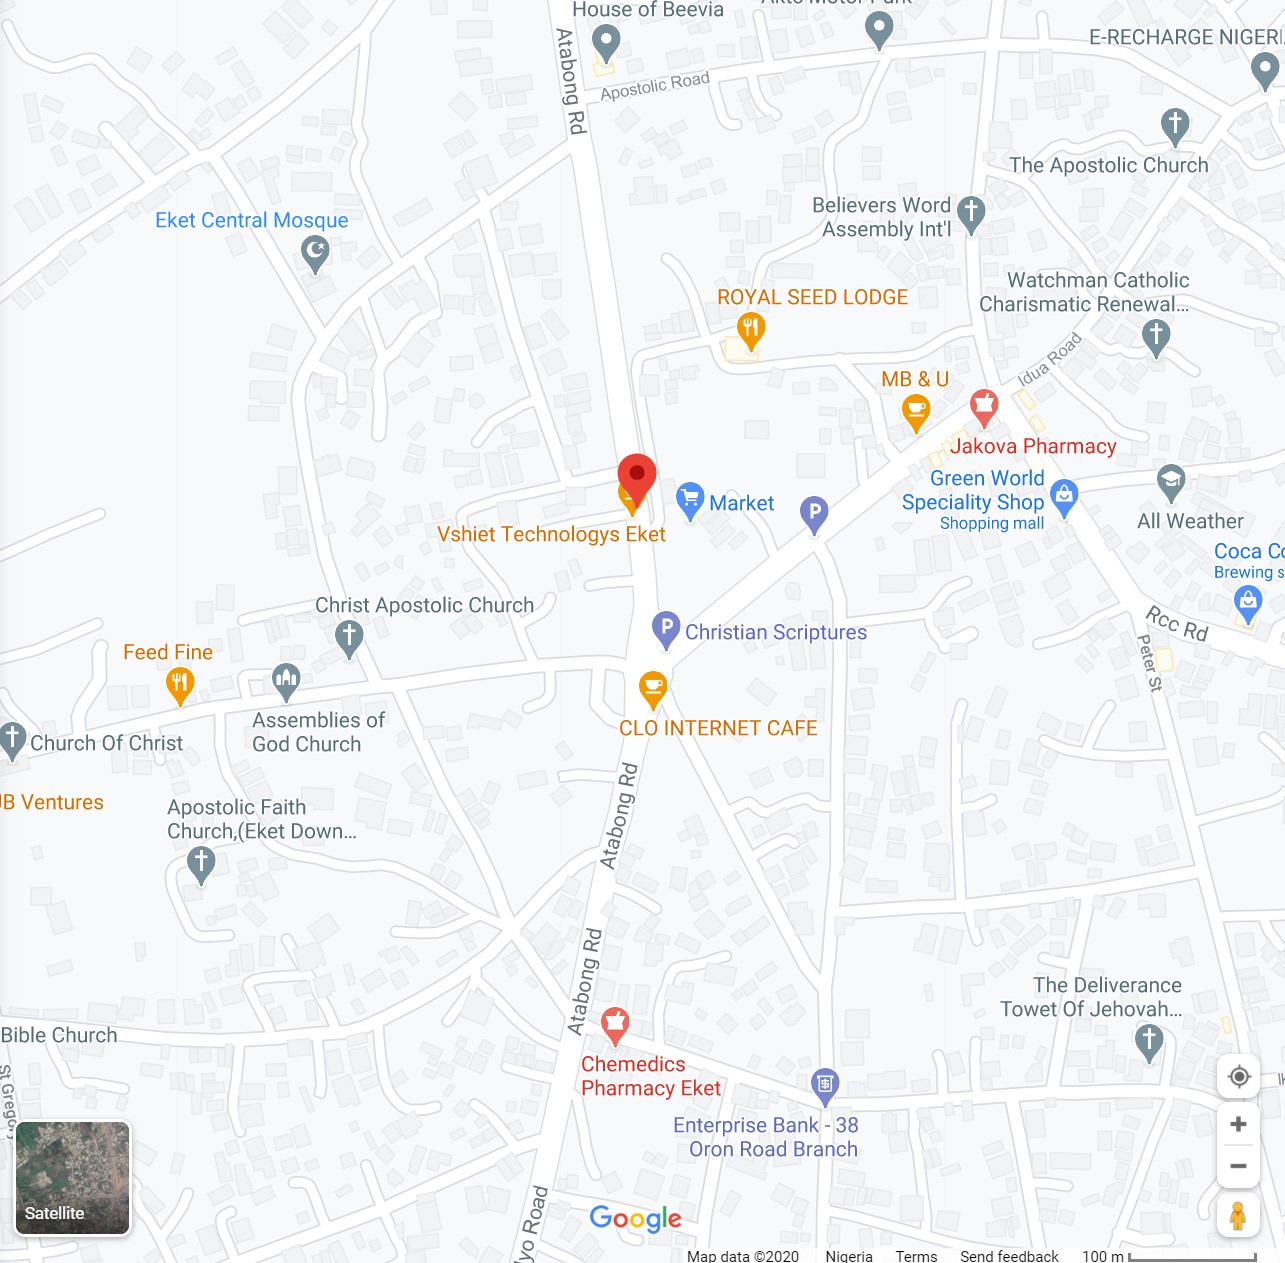 House of Beevia
E-RECHARGE NIGERI
Atabong Rd
Apostolic Road
The Apostolic Church
Believers Word
Assembly Int'l
Eket Central Mosque
Watchman Catholic
Charismatic Renewal...
ROYAL SEED LODGE
Idua Road
MB & U
Jakova Pharmacy
Green World
Speciality Shop
Shopping mall
Market
All Weather
Vshiet Technologys Eket
Coca Co
Brewing s
Christ Apostolic Church
Christian Scriptures
Rcc Rd
Peter St
Feed Fine
Assemblies of
God Church
CLO INTERNET CAFE
Church Of Christ
JB Ventures
Atabong Rd
Apostolic Faith
Church,(Eket Down...
Atabong Rd
The Deliverance
Towet Of Jehovah...
Bible Church
Chemedics
Pharmacy Eket
St Gregory
Enterprise Bank - 38
Oron Road Branch
Satellite
yo Road
Google
Map data ©2020 Nigeria Terms Send feedback 100 m